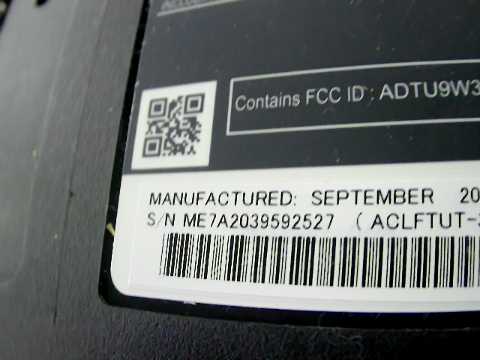 Contains FCC ID : ADTU9W3
MANUFACTURED: SEPTEMBER 20
S/N ME7A2039592527 ( ACLFTUT-